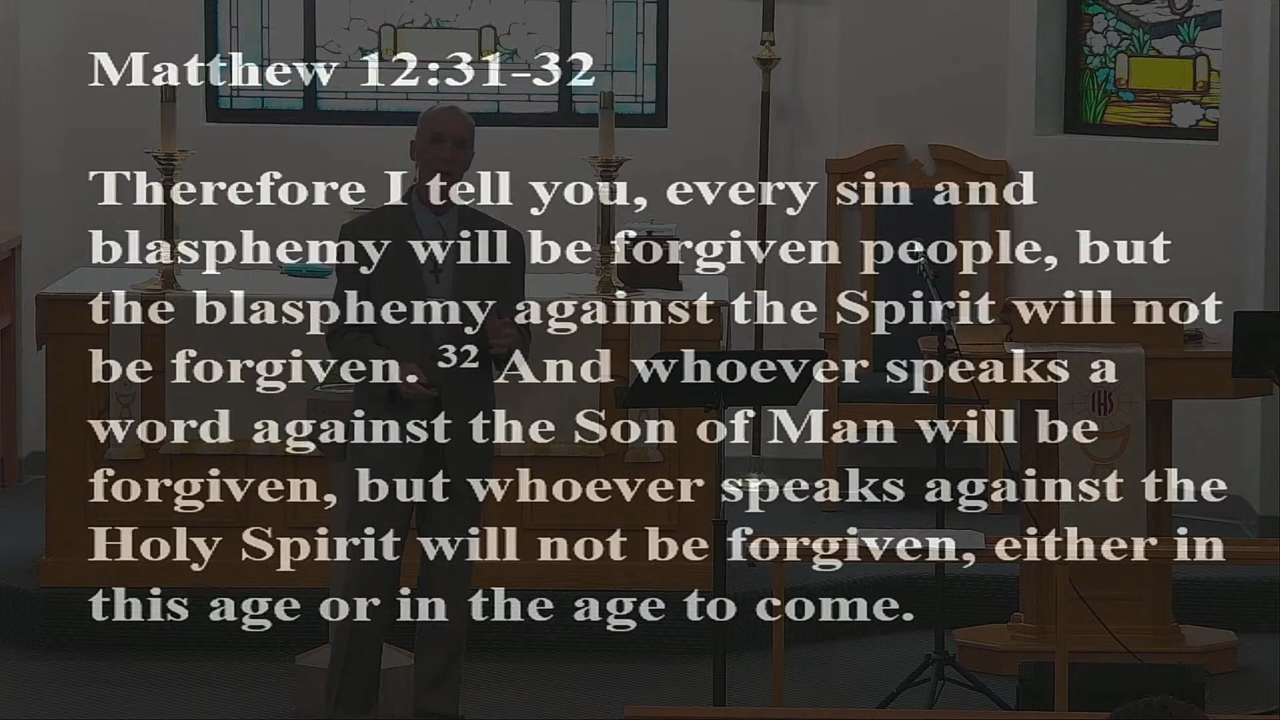 Matthew 12:31-32
Therefore I tell you, every sin and
blasphemy will be forgiven people, but
the blasphemy against the Spirit will not
be forgiven. ³² And whoever speaks a
word against the Son of Man will be
forgiven, but whoever speaks against the
Holy Spirit will not be forgiven, either in
this age or in the age to come.
IHS